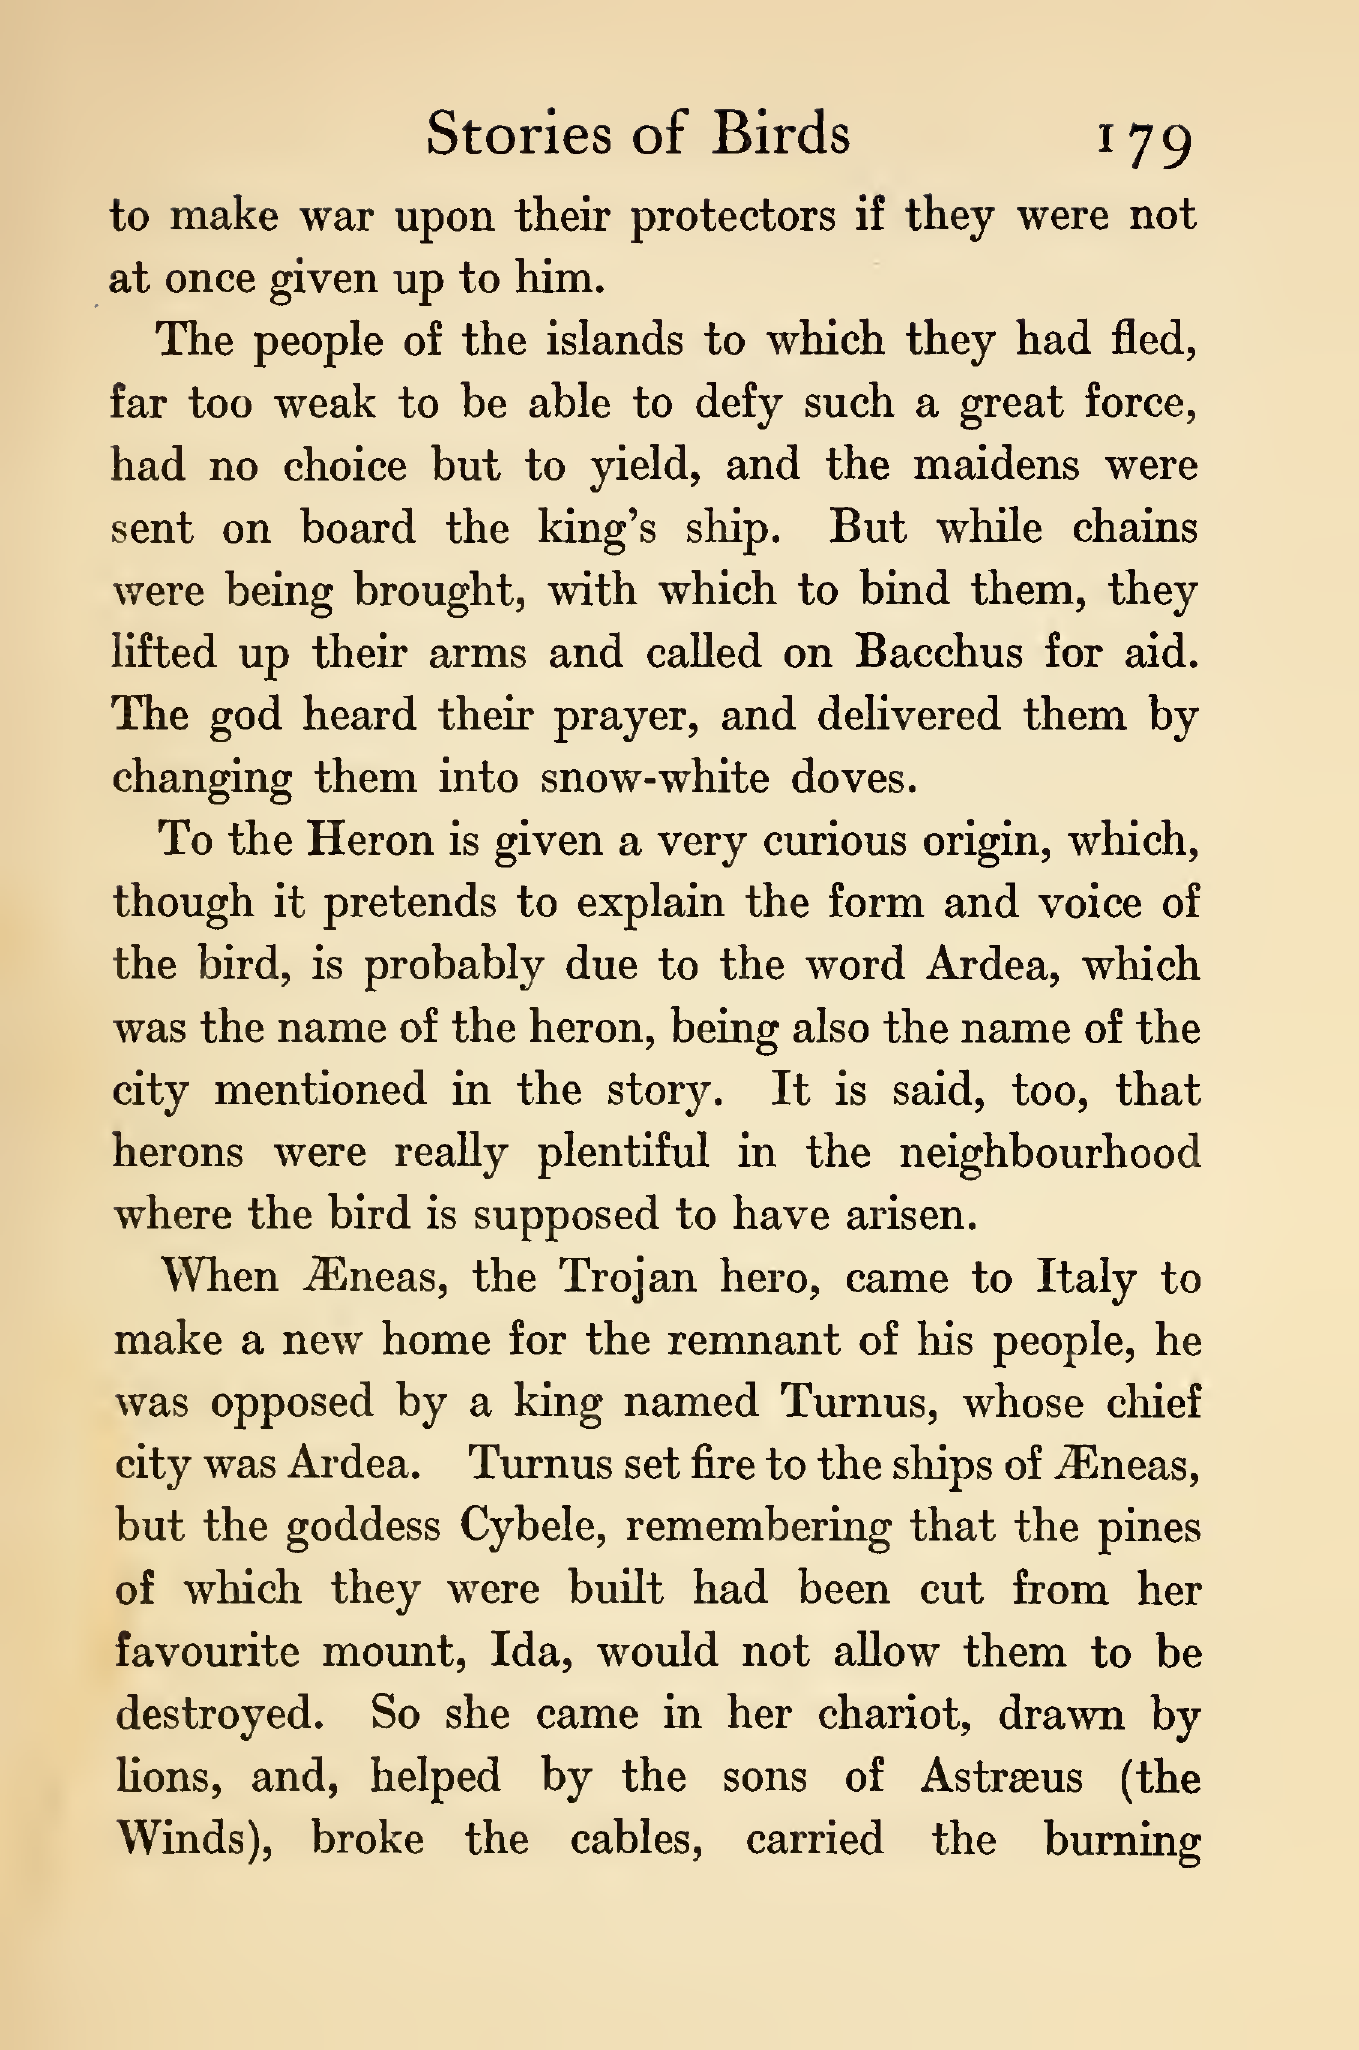 Stories of Birds 179
to make war upon their protectors if they were not
at once given up to him.
The people of the islands to which they had fled,
far too weak to be able to defy such a great force,
had no choice but to yield, and the maidens were
sent on board the king's ship. But while chains
were being brought, with which to bind them, they
lifted up their arms and called on Bacchus for aid.
The god heard their prayer, and delivered them by
changing them into snow-white doves.
To the Heron is given a very curious origin, which,
though it pretends to explain the form and voice of
the bird, is probably due to the word Ardea, which
was the name of the heron, being also the name of the
city mentioned in the story. It is said, too, that
herons were really plentiful in the neighbourhood
where the bird is supposed to have arisen.
When Æneas, the Trojan hero, came to Italy to
make a new home for the remnant of his people, he
was opposed by a king named Turnus, whose chief
city was Ardea. Turnus set fire to the ships of Æneas,
but the goddess Cybele, remembering that the pines
of which they were built had been cut from her
favourite mount, Ida, would not allow them to be
destroyed. So she came in her chariot, drawn by
lions, and, helped by the sons of Astræus (the
Winds), broke the cables, carried the burning